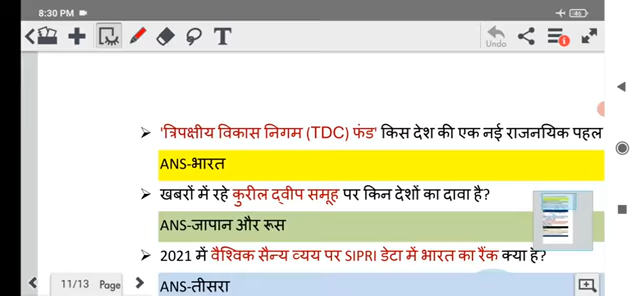 8:30 PM
46
T
Undo
'त्रिपक्षीय विकास निगम (TDC) फंड' किस देश की एक नई राजनयिक पहल
ANS-भारत
खबरों में रहे कुरील द्वीप समूह पर किन देशों का दावा है?
ANS-जापान और रूस
2021 में वैश्विक सैन्य व्यय पर SIPRI डेटा में भारत का रैंक क्या है?
ANS-तीसरा
11/13 Page